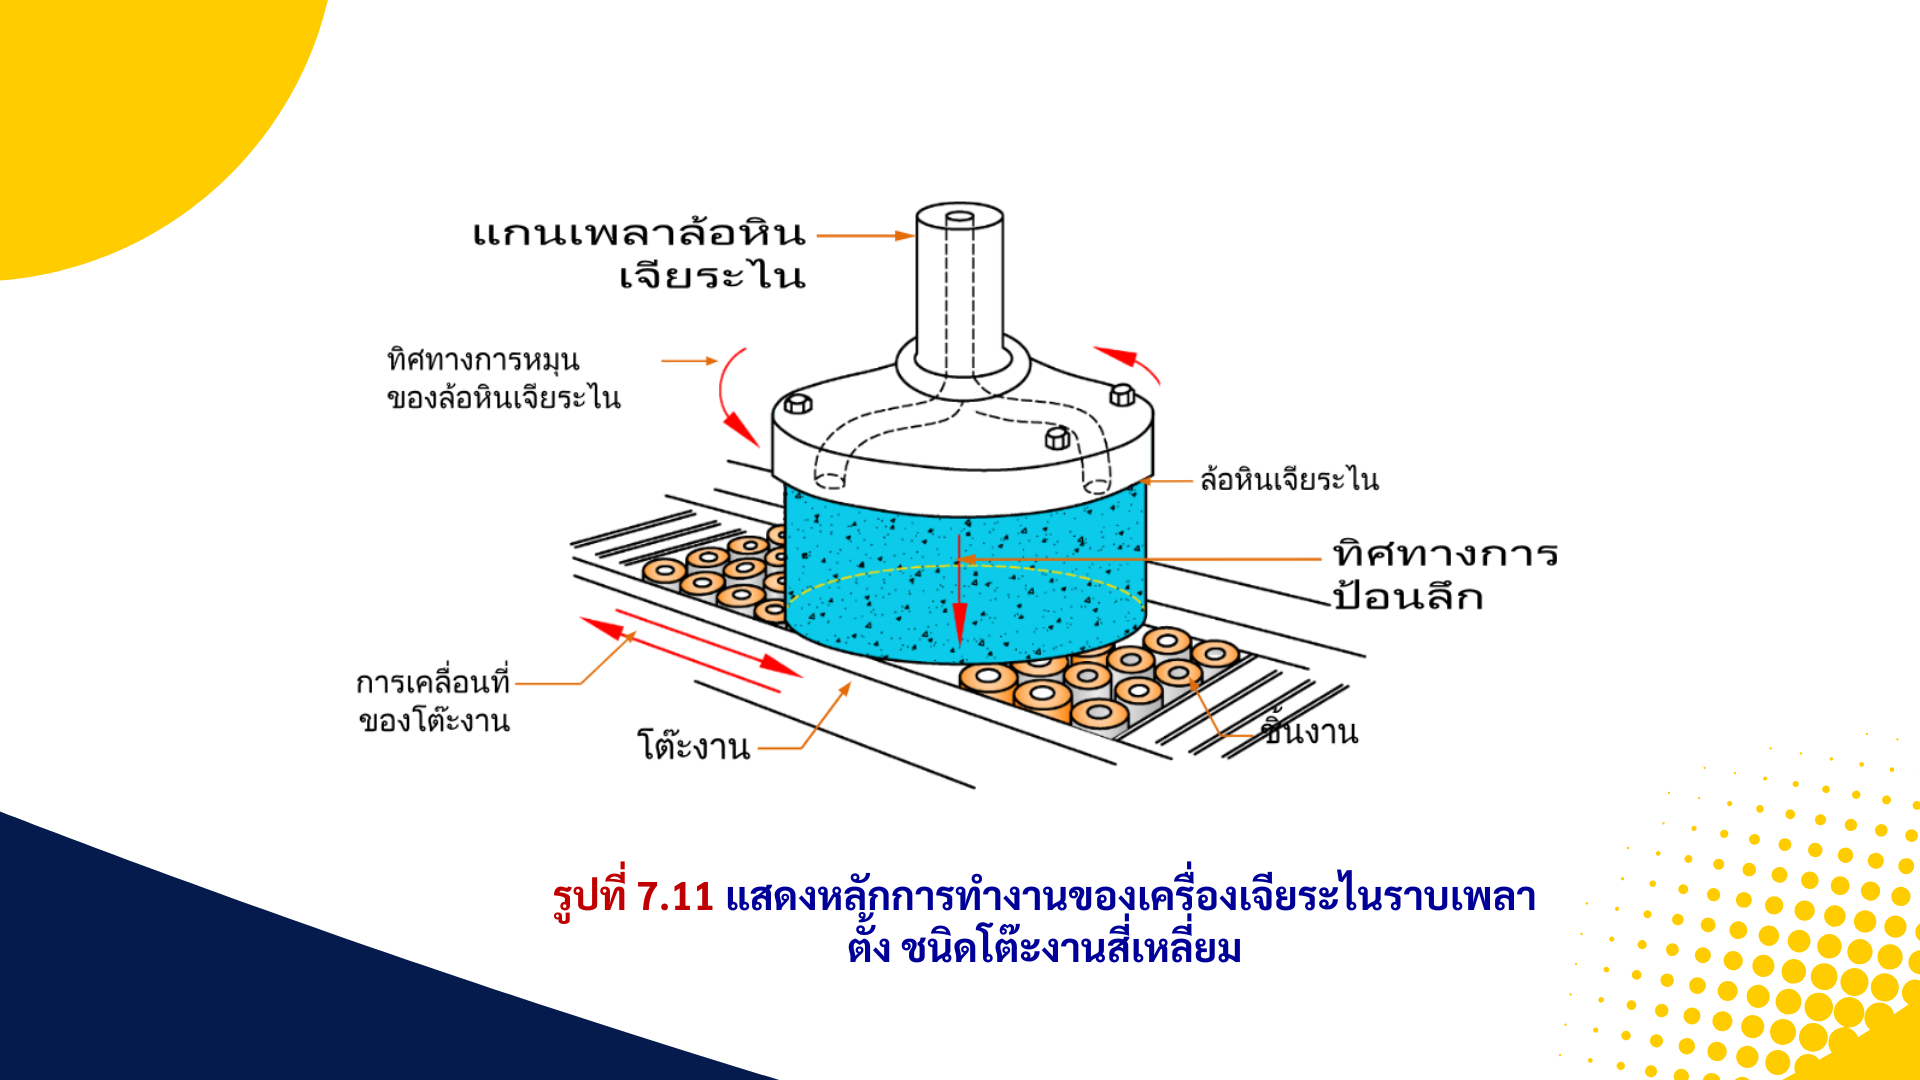 แกนเพลาล้อหิน
เจียระไน
ทิศทางการหมุน
ของล้อหินเจียระไน
ล้อหินเจียระไน
ทิศทางการ
ป้อนลึก
การเคลื่อนที่
ของโต๊ะงาน
โต๊ะงาน
ชิ้นงาน
รูปที่ 7.11 แสดงหลักการทำงานของเครื่องเจียระไนราบเพลา
ตั้ง ชนิดโต๊ะงานสี่เหลี่ยม